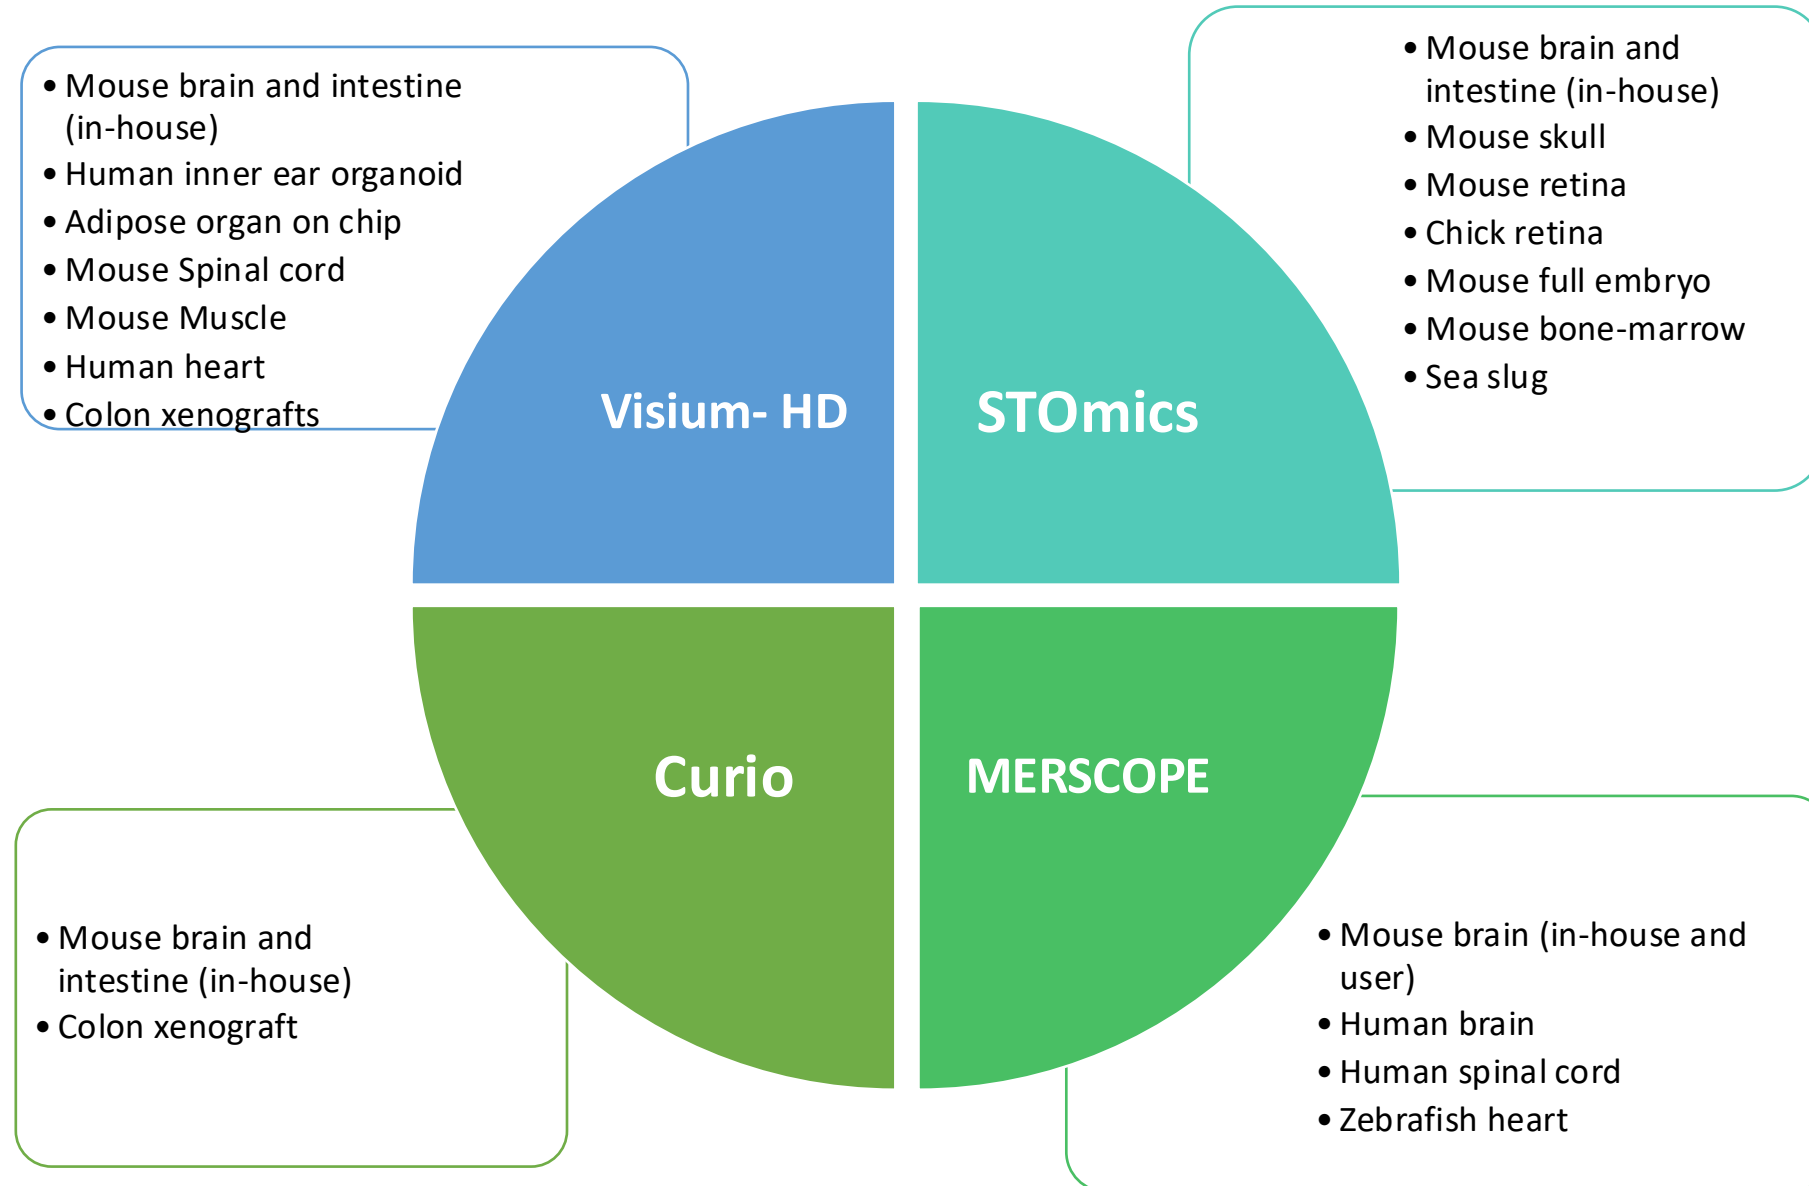 • Mouse brain and intestine
(in-house)
• Human inner ear organoid
• Adipose organ on chip
• Mouse Spinal cord
• Mouse Muscle
• Human heart
• Colon xenografts
Visium- HD
• Mouse brain and
intestine (in-house)
• Mouse skull
• Mouse retina
• Chick retina
• Mouse full embryo
• Mouse bone-marrow
• Sea slug
STOmics
Curio
• Mouse brain and
intestine (in-house)
• Colon xenograft
MERSCOPE
• Mouse brain (in-house and
user)
• Human brain
• Human spinal cord
• Zebrafish heart